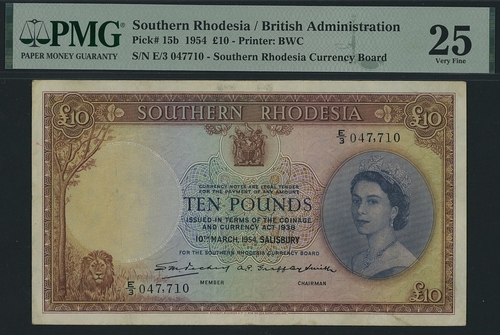 PMG
PAPER MONEY GUARANTY
Southern Rhodesia / British Administration
Pick# 15b 1954 £10 - Printer: BWC
S/N E/3 047710 - Southern Rhodesia Currency Board
25
Very Fine
£10
SOUTHERN RHODESIA
£10
E/3 047,710
CURRENCY NOTES ARE LEGAL TENDER
FOR THE PAYMENT OF ANY AMOUNT
TEN POUNDS
ISSUED IN TERMS OF THE COINAGE
AND CURRENCY ACT 1938
10TH MARCH, 1954, SALISBURY
FOR THE SOUTHERN RHODESIA CURRENCY BOARD
E/3 047,710
MEMBER
CHAIRMAN
£10